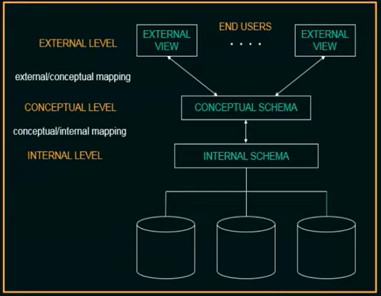 END USERS
EXTERNAL LEVEL
EXTERNAL VIEW
. . . .
EXTERNAL VIEW
external/conceptual mapping
CONCEPTUAL LEVEL
CONCEPTUAL SCHEMA
conceptual/internal mapping
INTERNAL LEVEL
INTERNAL SCHEMA